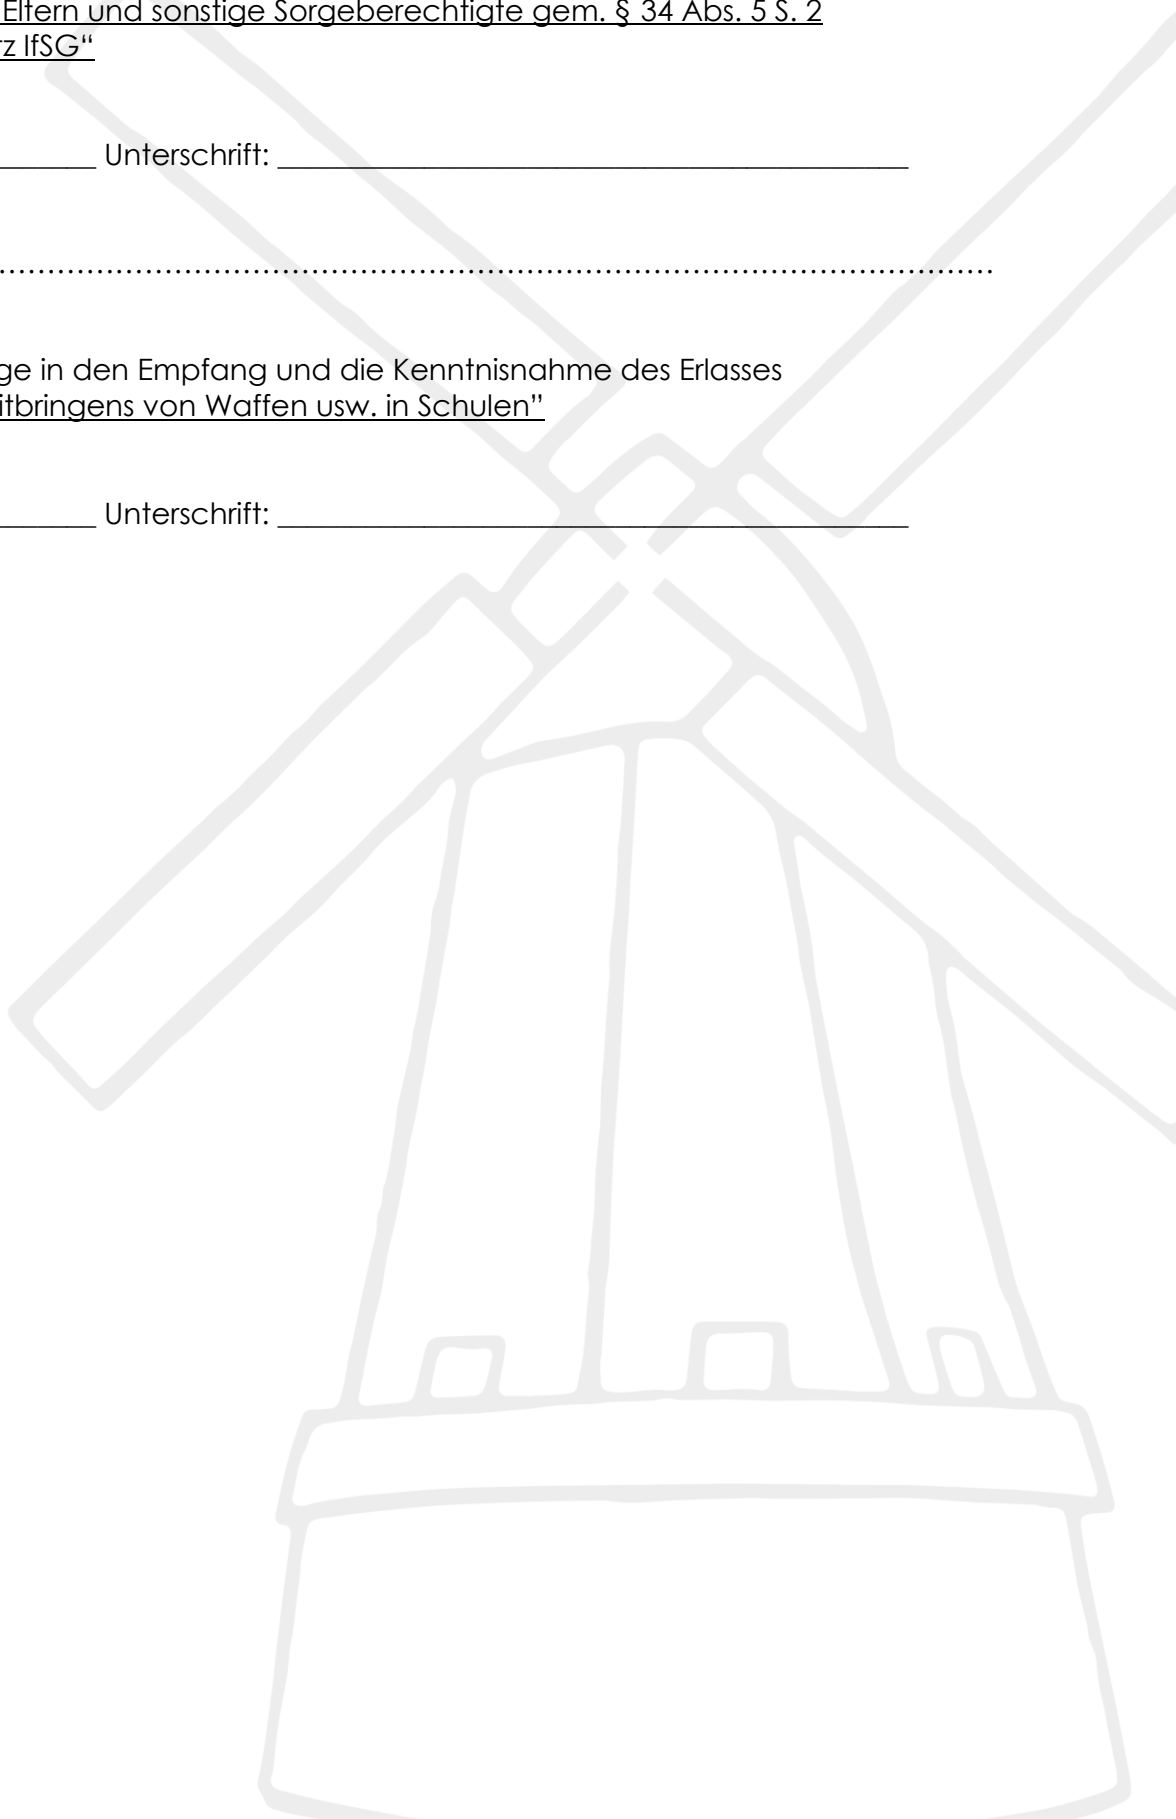 Eltern und sonstige Sorgeberechtigte gem. § 34 Abs. 5 S. 2
tz IfSG“
_______ Unterschrift: ___________________________________________
……………………………………………………………………………………
ge in den Empfang und die Kenntnisnahme des Erlasses
itbringens von Waffen usw. in Schulen”
_______ Unterschrift: ___________________________________________